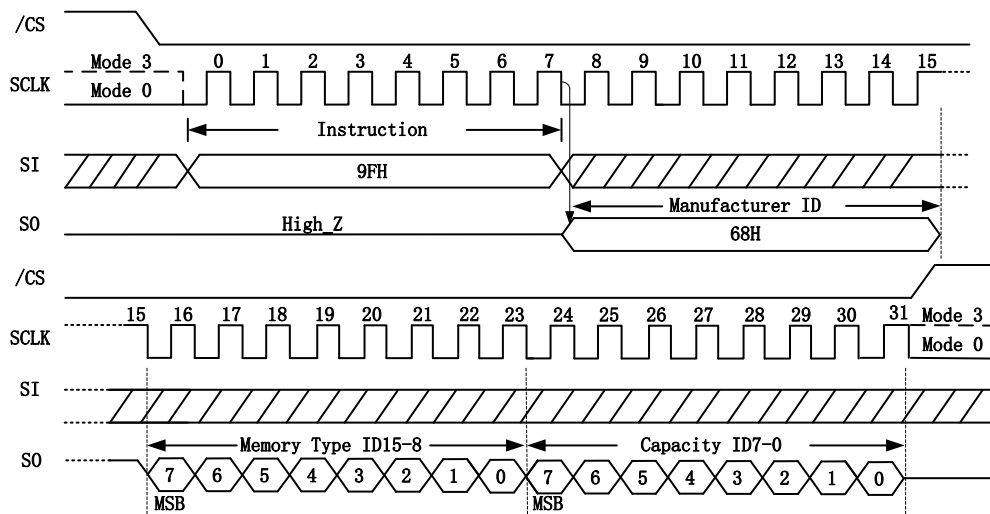 /CS
Mode 3 0 1 2 3 4 5 6 7 8 9 10 11 12 13 14 15
SCLK
Mode 0
Instruction
SI
9FH
Manufacturer ID
SO High_Z
68H
/CS
15 16 17 18 19 20 21 22 23 24 25 26 27 28 29 30 31 Mode 3
SCLK
Mode 0
SI
Memory Type ID15-8 Capacity ID7-0
SO
7 6 5 4 3 2 1 0 7 6 5 4 3 2 1 0
MSB MSB